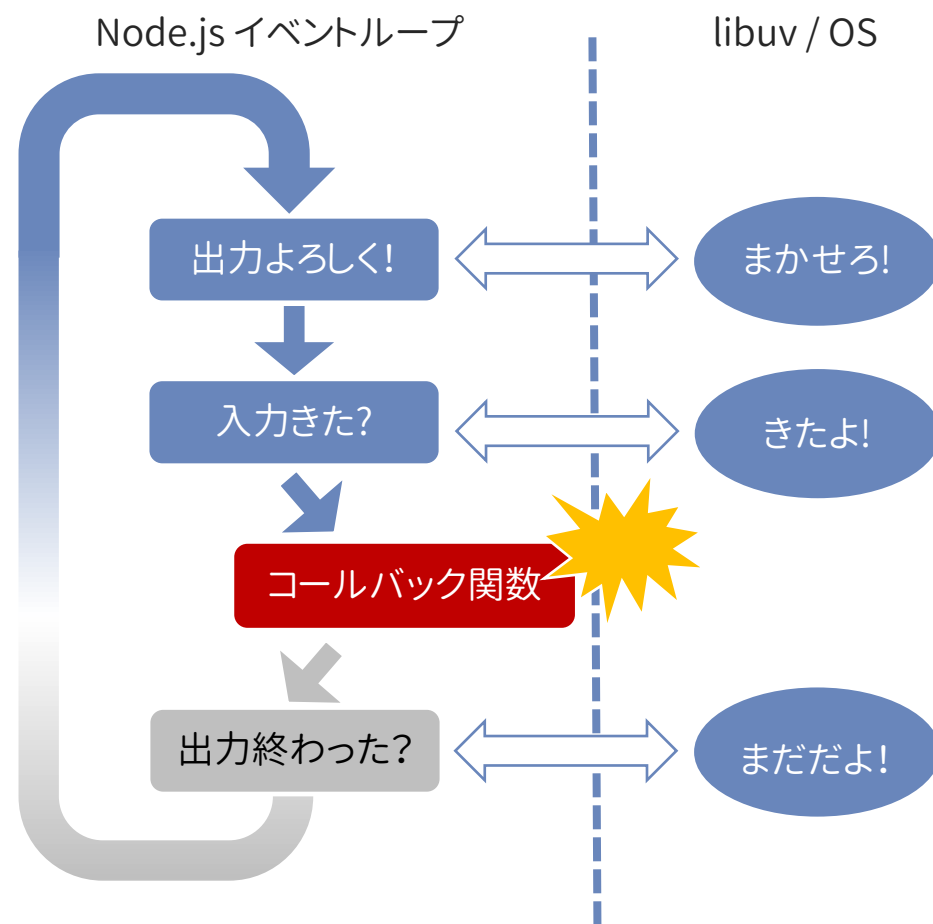 Node.js イベントループ
libuv / OS
出力よろしく!
まかせろ!
入力きた?
きたよ!
コールバック関数
出力終わった?
まだだよ!